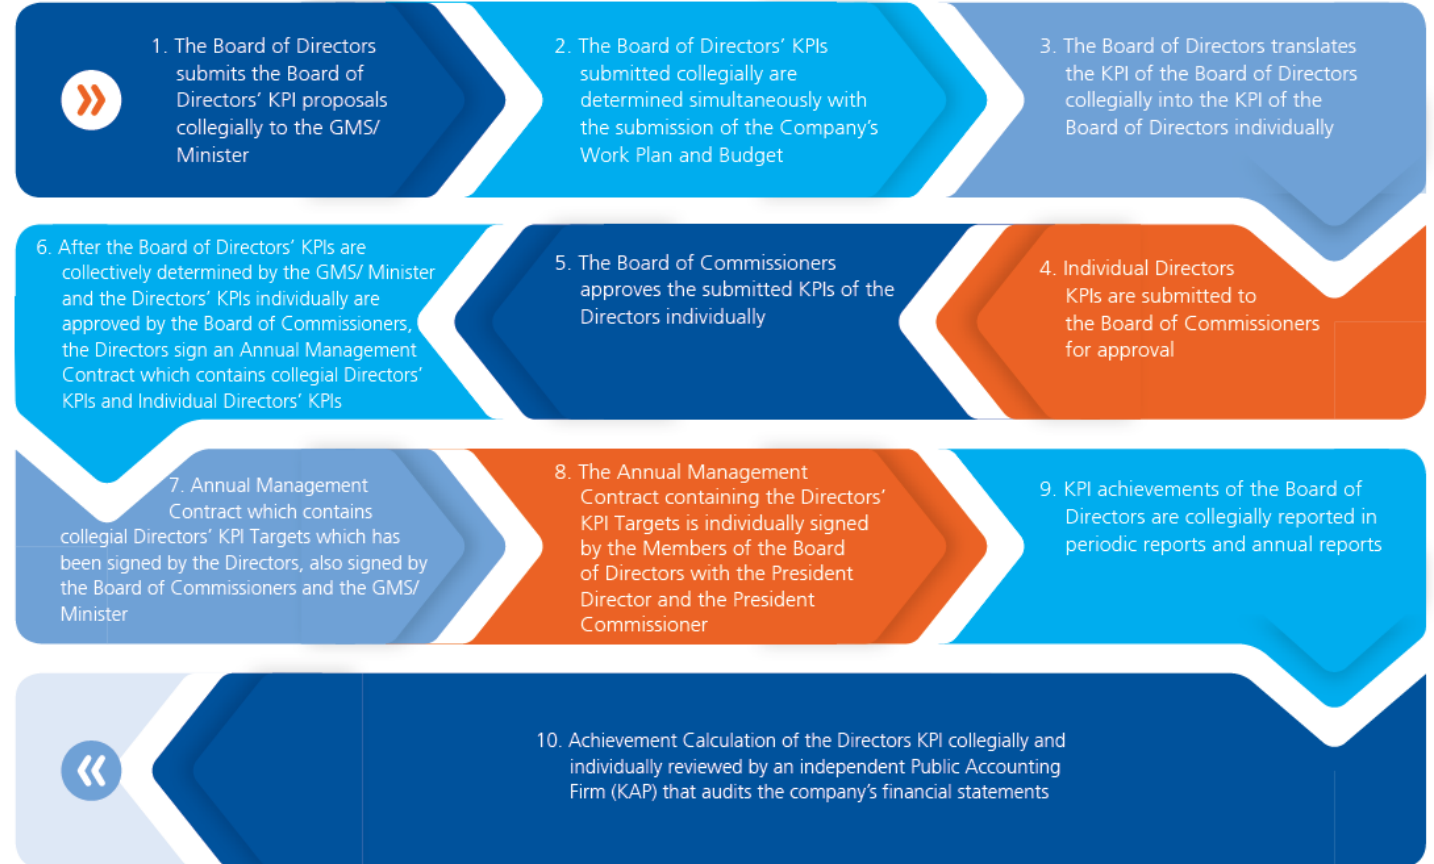 1. The Board of Directors
submits the Board of
Directors’ KPI proposals
collegially to the GMS/
Minister
2. The Board of Directors’ KPIs
submitted collegially are
determined simultaneously with
the submission of the Company’s
Work Plan and Budget
3. The Board of Directors translates
the KPI of the Board of Directors
collegially into the KPI of the
Board of Directors individually
4. Individual Directors
KPIs are submitted to
the Board of Commissioners
for approval
5. The Board of Commissioners
approves the submitted KPIs of the
Directors individually
6. After the Board of Directors’ KPIs are
collectively determined by the GMS/ Minister
and the Directors’ KPIs individually are
approved by the Board of Commissioners,
the Directors sign an Annual Management
Contract which contains collegial Directors’
KPIs and Individual Directors’ KPIs
7. Annual Management
Contract which contains
collegial Directors’ KPI Targets which has
been signed by the Directors, also signed by
the Board of Commissioners and the GMS/
Minister
8. The Annual Management
Contract containing the Directors’
KPI Targets is individually signed
by the Members of the Board
of Directors with the President
Director and the President
Commissioner
9. KPI achievements of the Board of
Directors are collegially reported in
periodic reports and annual reports
10. Achievement Calculation of the Directors KPI collegially and
individually reviewed by an independent Public Accounting
Firm (KAP) that audits the company’s financial statements